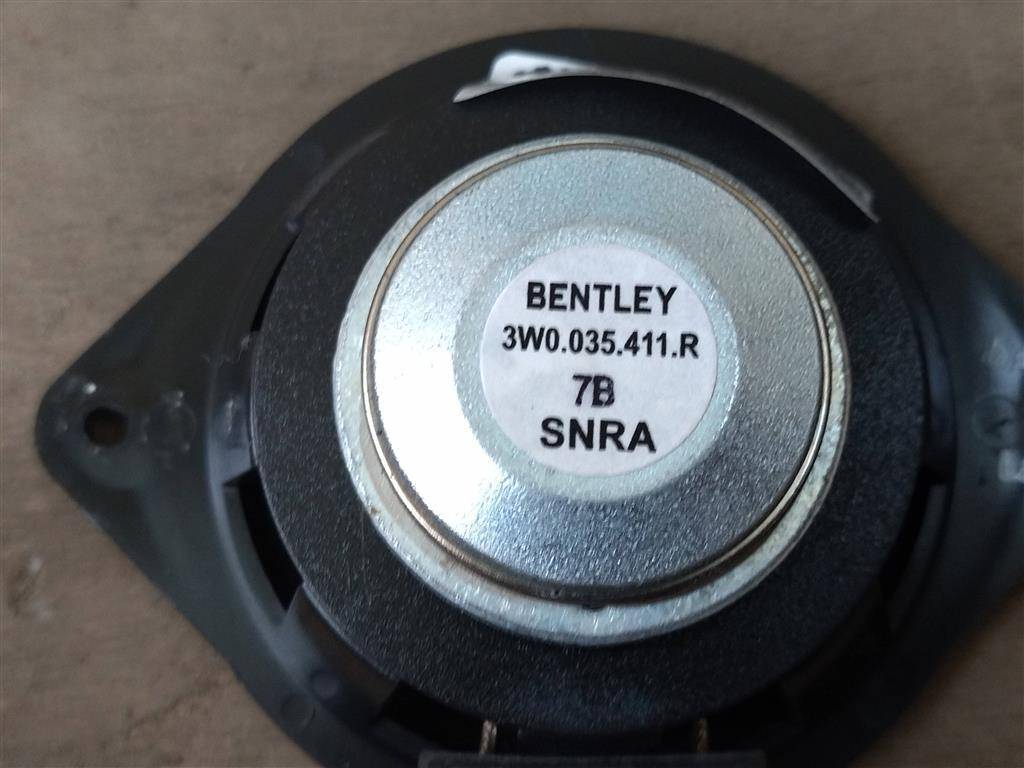 BENTLEY
3W0.035.411.R
7B
SNRA